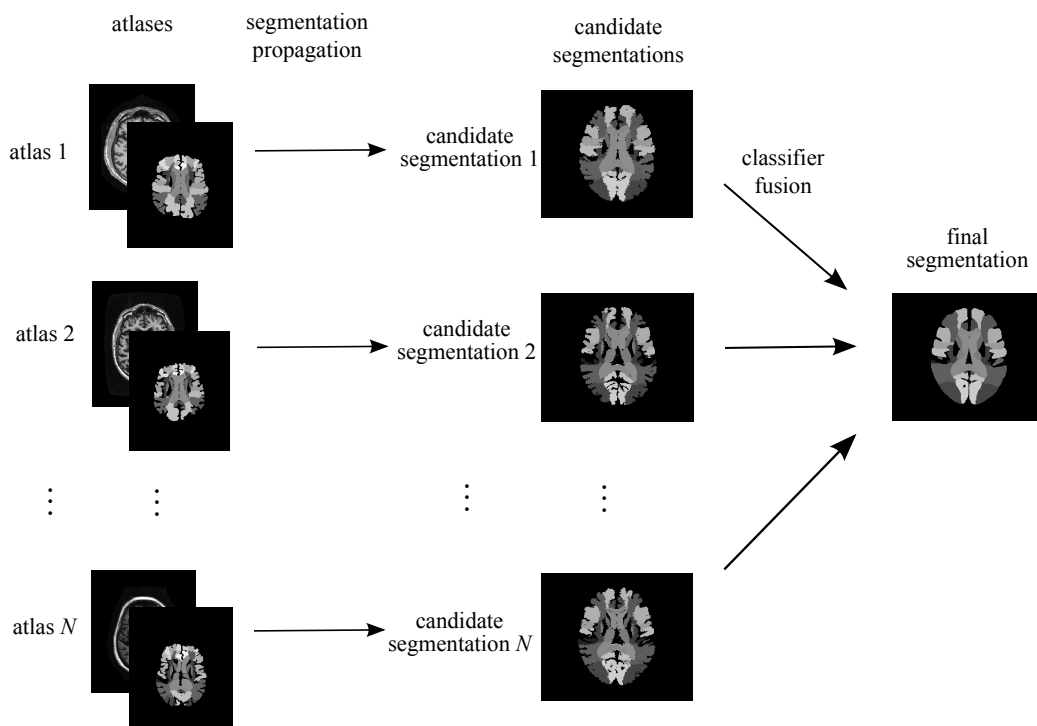 atlases
segmentation
propagation
candidate
segmentations
atlas 1
candidate
segmentation 1
classifier
fusion
final
segmentation
atlas 2
candidate
segmentation 2
⋮ ⋮ ⋮ ⋮
atlas N
candidate
segmentation N